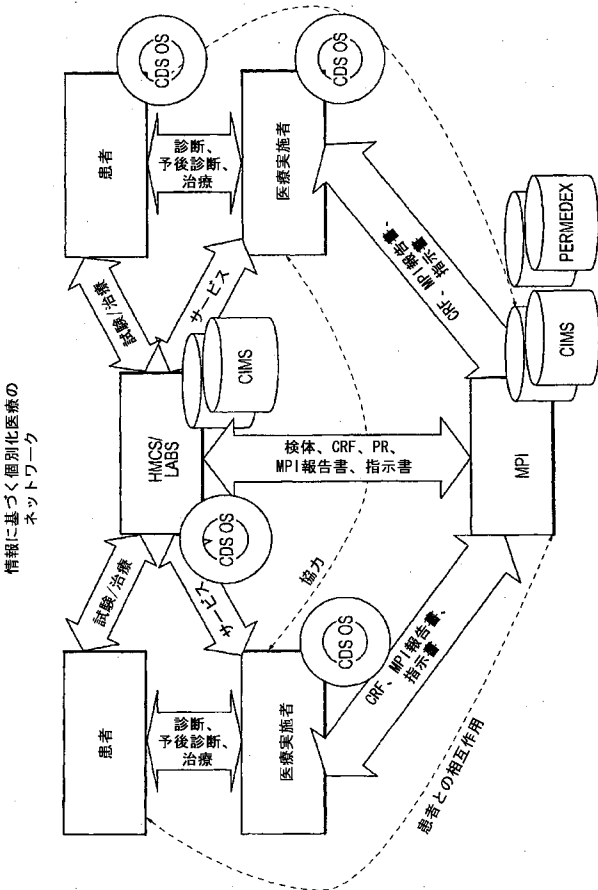 情報に基づく個別化医療の
ネットワーク
患者
CDS OS
診断、
予後診断、
治療
医療実施者
CDS OS
試験/治療
サービス
HMCS/
LABS
CIMS
CDS OS
試験/治療
サービス
患者
診断、
予後診断、
治療
医療実施者
CDS OS
検体、CRF、PR、
MPI報告書、指示書
協力
CRF、MPI報告書、
指示書
CRF、MPI報告書、
指示書
MPI
CIMS
PERMEDEX
患者との相互作用